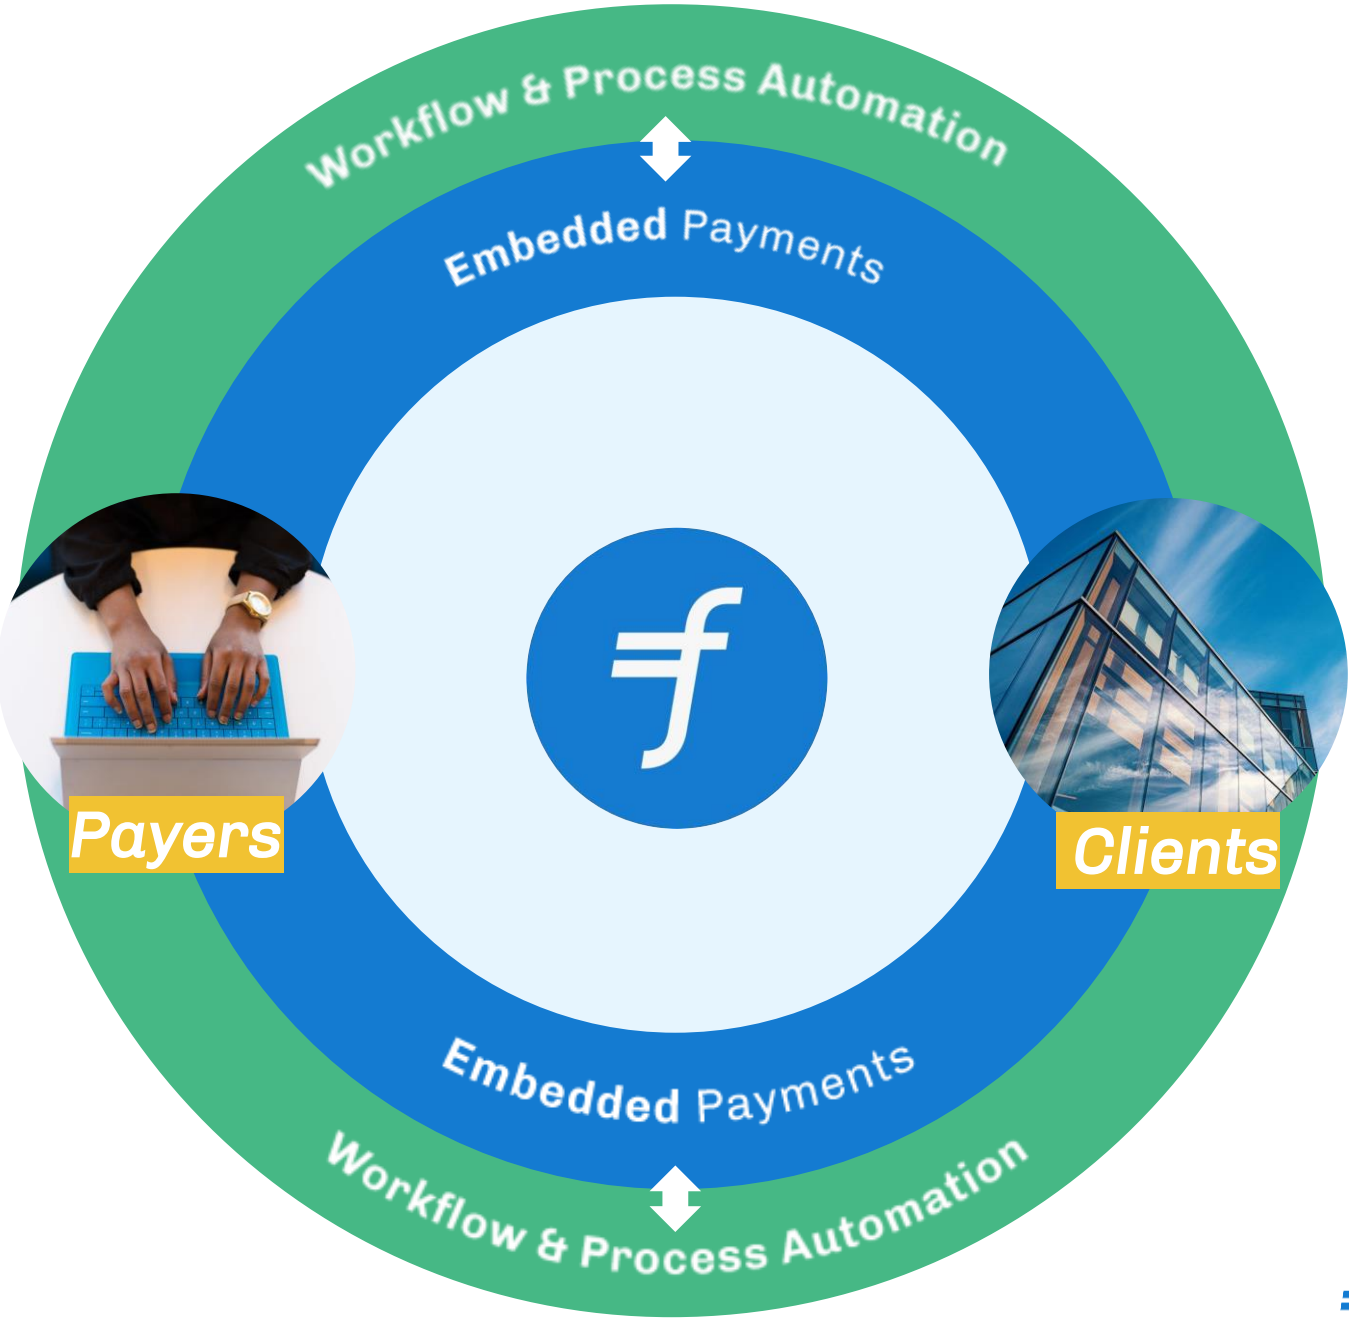 Workflow & Process Automation
Embedded Payments
Payers
Clients
Embedded Payments
Workflow & Process Automation